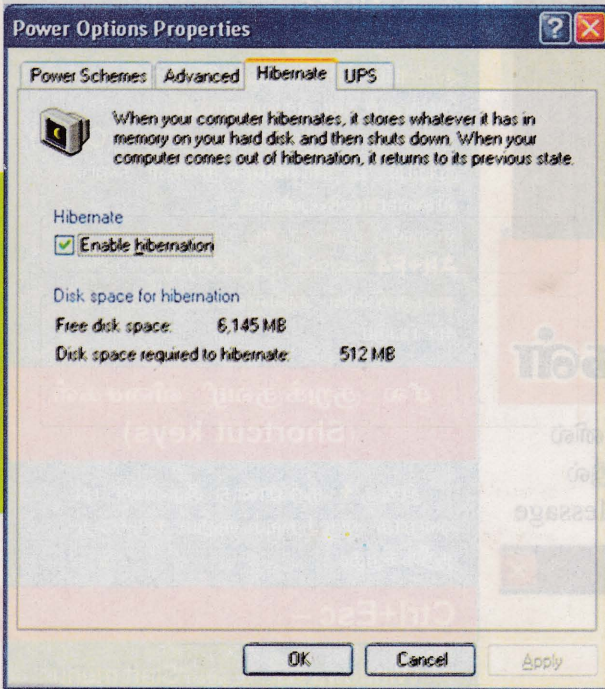 Power Options Properties
Power Schemes Advanced Hibernate UPS
When your computer hibernates, it stores whatever it has in
memory on your hard disk and then shuts down. When your
computer comes out of hibernation, it returns to its previous state.
Hibernate
Enable hibernation
Disk space for hibernation
Free disk space: 6,145 MB
Disk space required to hibernate: 512 MB
(Shortcut keys)
essage
Ctrl+Esc
OK Cancel Apply